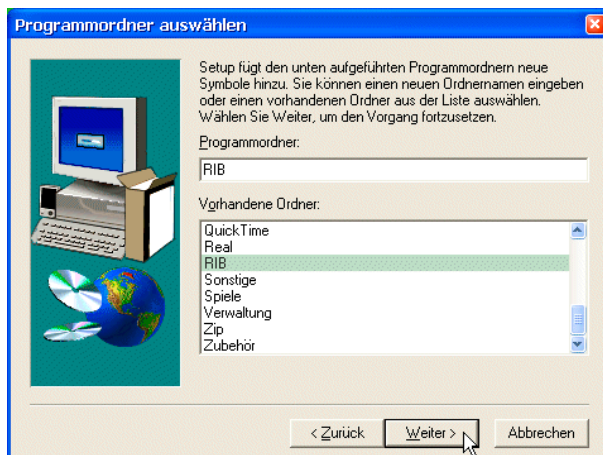 Programmordner auswählen
Setup fügt den unten aufgeführten Programmordnern neue
Symbole hinzu. Sie können einen neuen Ordnernamen eingeben
oder einen vorhandenen Ordner aus der Liste auswählen.
Wählen Sie Weiter, um den Vorgang fortzusetzen.
Programmordner:
RIB
Vorhandene Ordner:
QuickTime
Real
RIB
Sonstige
Spiele
Verwaltung
Zip
Zubehör
< Zurück
Weiter >
Abbrechen